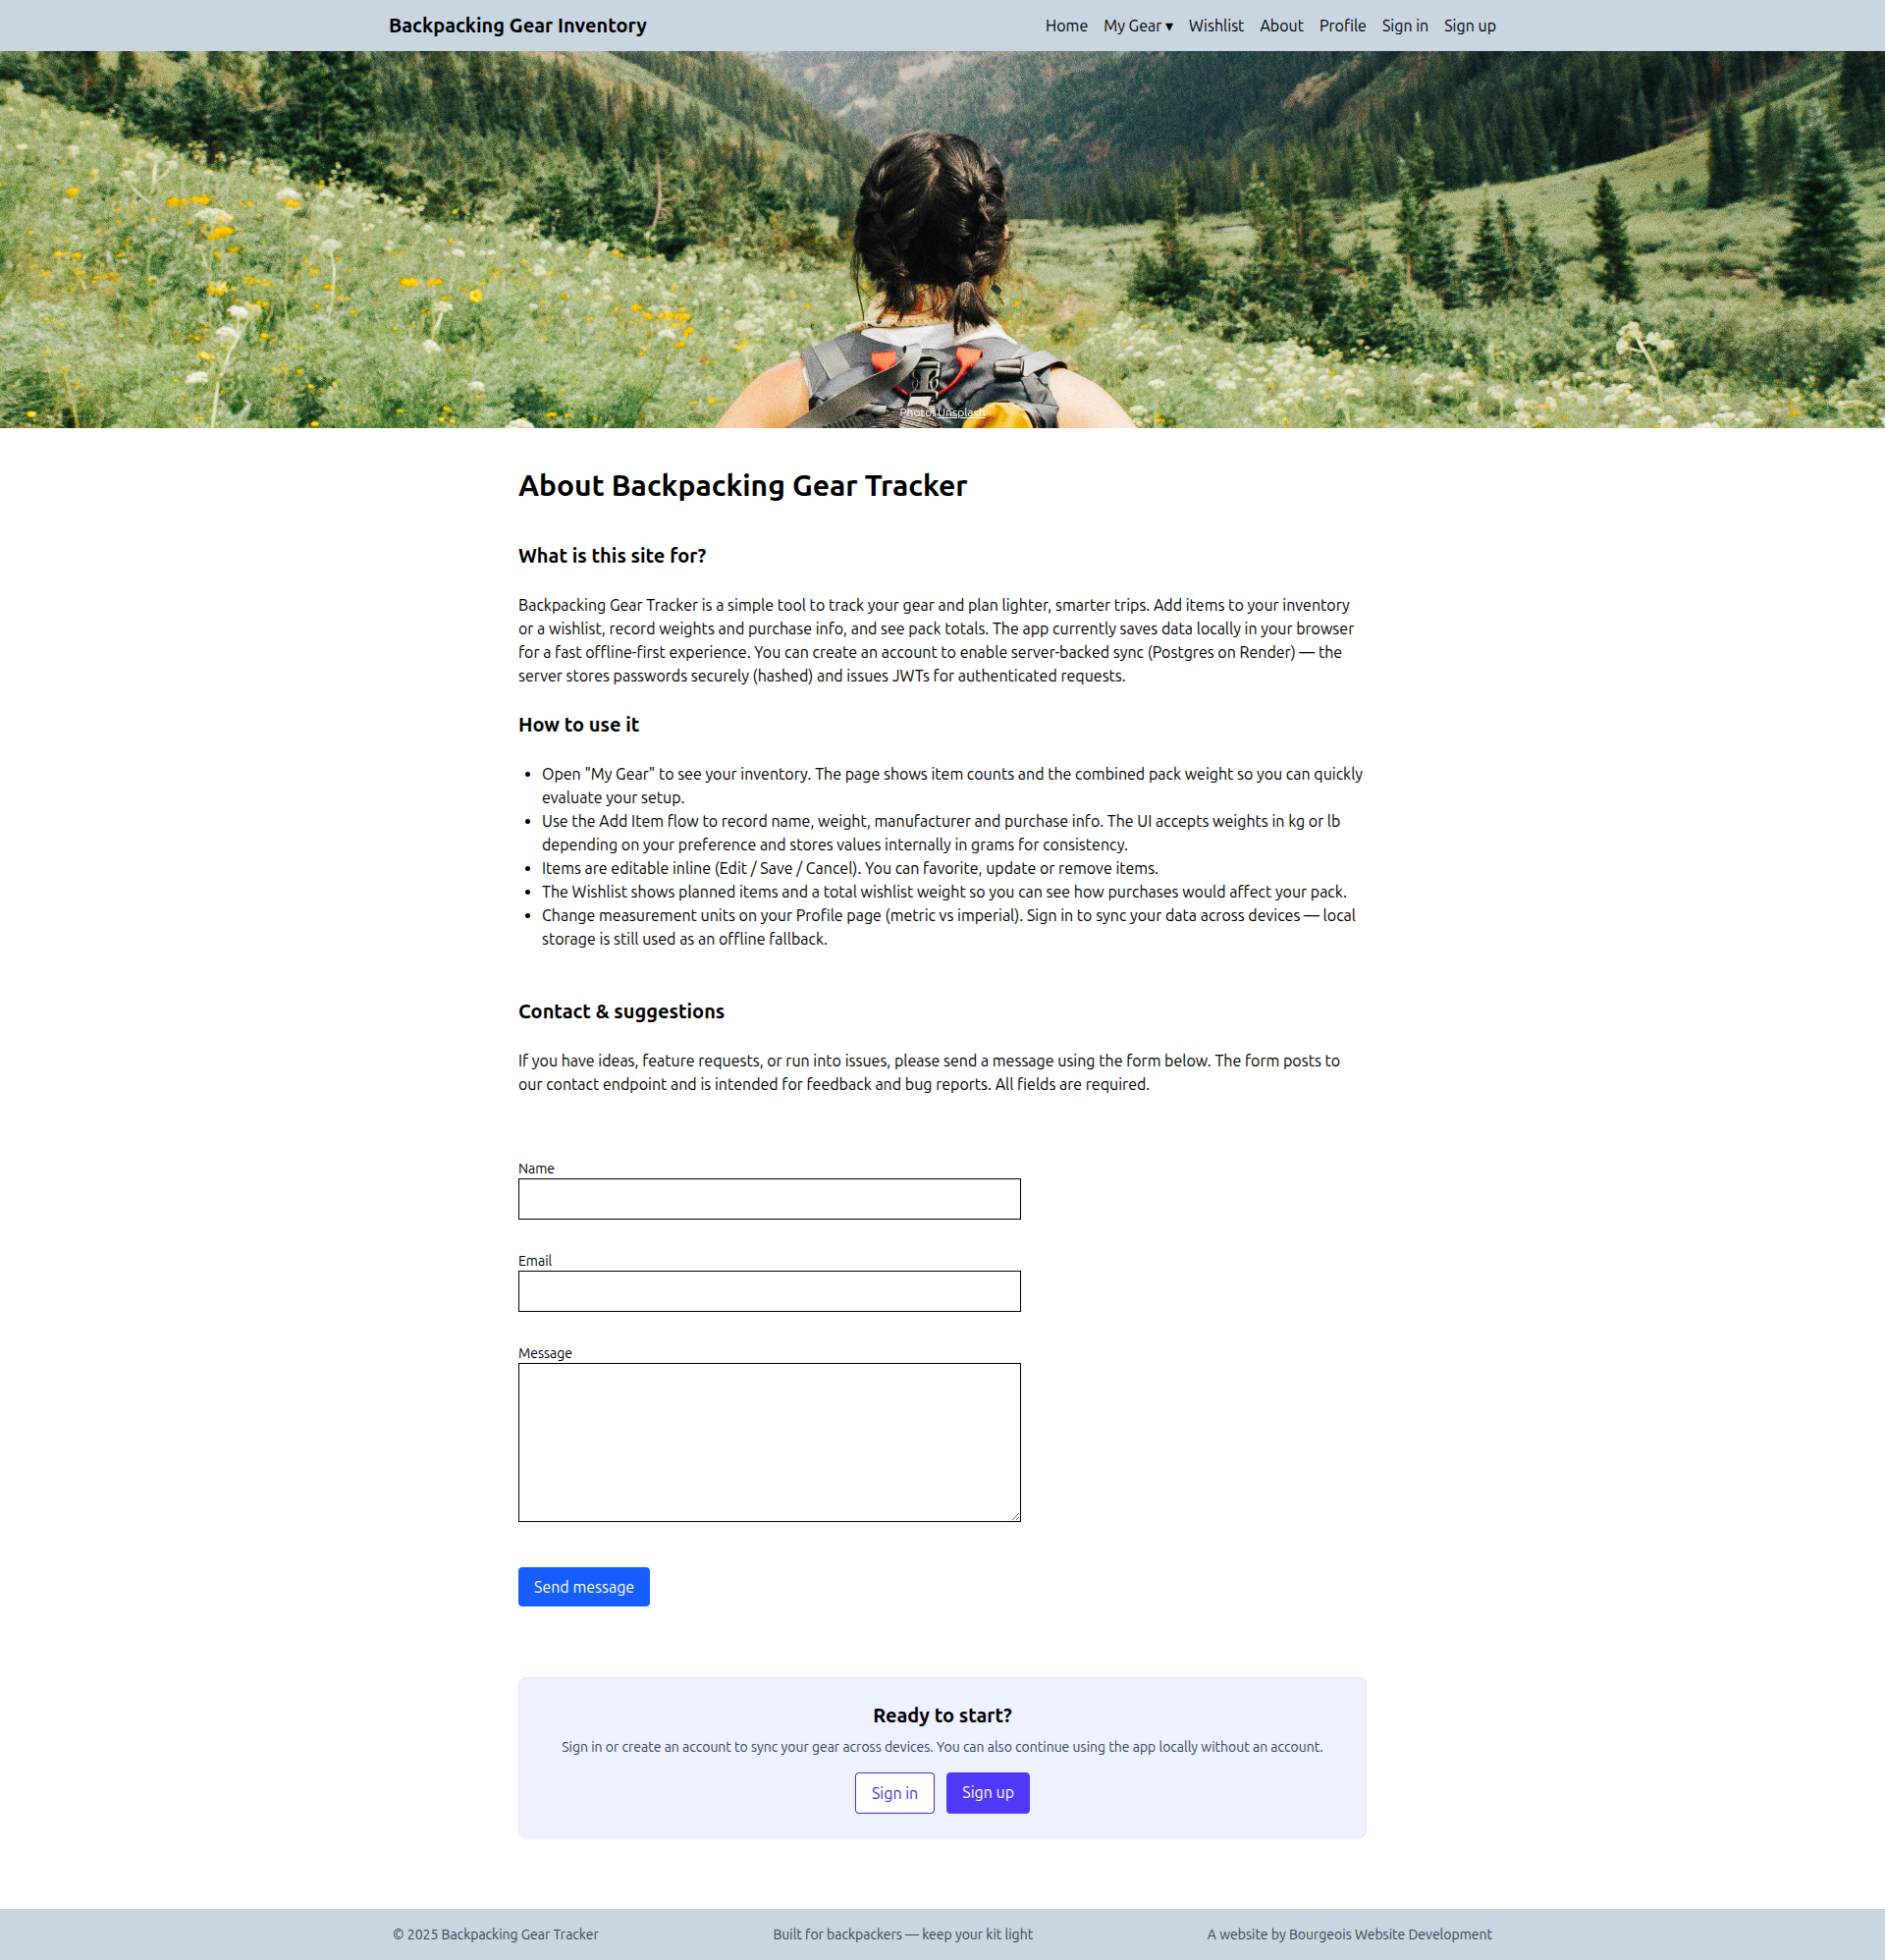 Backpacking Gear Inventory
Home My Gear ▾ Wishlist About Profile Sign in Sign up
Photo: Unsplash
About Backpacking Gear Tracker
What is this site for?
Backpacking Gear Tracker is a simple tool to track your gear and plan lighter, smarter trips. Add items to your inventory
or a wishlist, record weights and purchase info, and see pack totals. The app currently saves data locally in your browser
for a fast offline-first experience. You can create an account to enable server-backed sync (Postgres on Render) — the
server stores passwords securely (hashed) and issues JWTs for authenticated requests.
How to use it
• Open "My Gear" to see your inventory. The page shows item counts and the combined pack weight so you can quickly
evaluate your setup.
• Use the Add Item flow to record name, weight, manufacturer and purchase info. The UI accepts weights in kg or lb
depending on your preference and stores values internally in grams for consistency.
• Items are editable inline (Edit / Save / Cancel). You can favorite, update or remove items.
• The Wishlist shows planned items and a total wishlist weight so you can see how purchases would affect your pack.
• Change measurement units on your Profile page (metric vs imperial). Sign in to sync your data across devices — local
storage is still used as an offline fallback.
Contact & suggestions
If you have ideas, feature requests, or run into issues, please send a message using the form below. The form posts to
our contact endpoint and is intended for feedback and bug reports. All fields are required.
Name
Email
Message
Send message
Ready to start?
Sign in or create an account to sync your gear across devices. You can also continue using the app locally without an account.
Sign in Sign up
© 2025 Backpacking Gear Tracker Built for backpackers — keep your kit light A website by Bourgeois Website Development